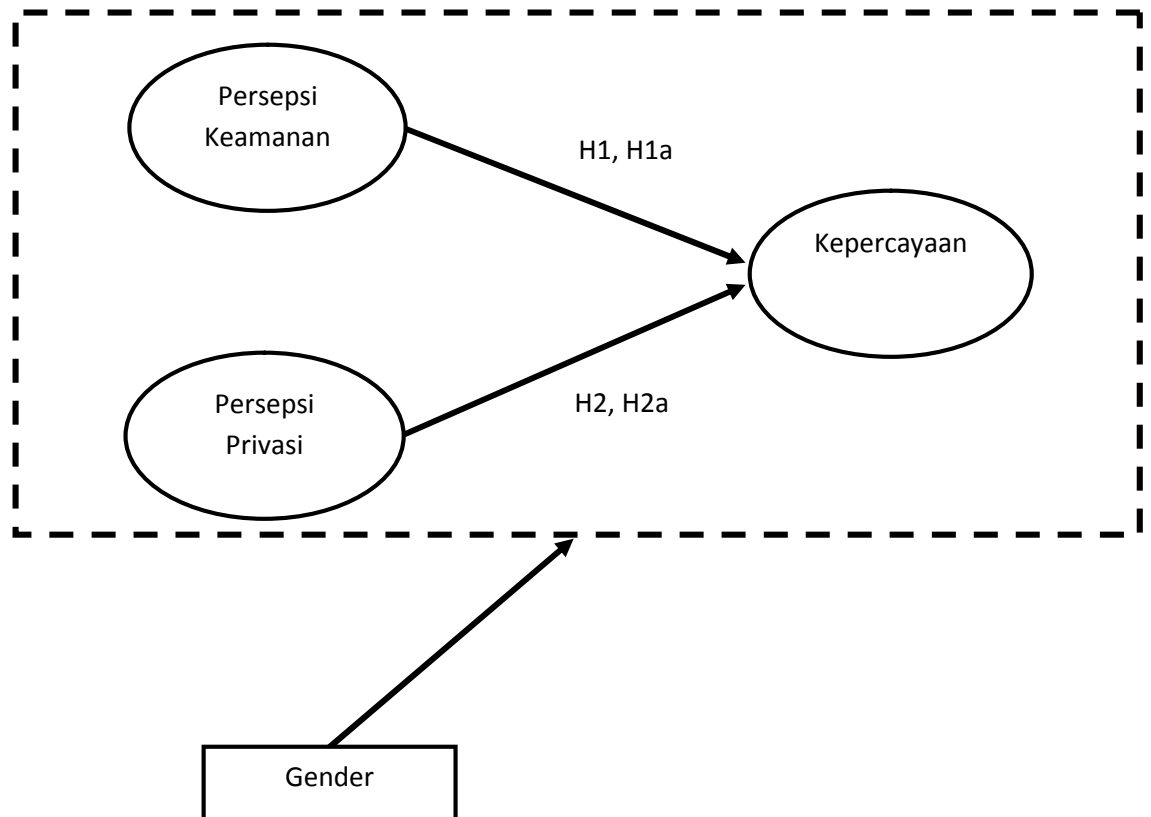 Persepsi
Keamanan
H1, H1a
Kepercayaan
Persepsi
Privasi
H2, H2a
Gender